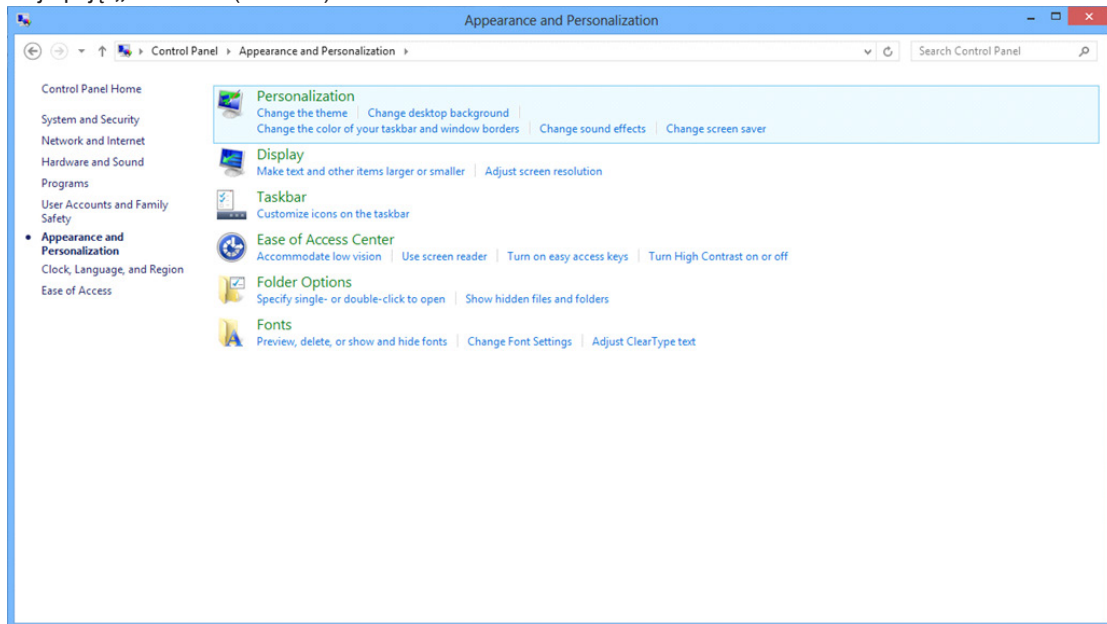 Appearance and Personalization
Control Panel
Appearance and Personalization
Search Control Panel
Control Panel Home
System and Security
Network and Internet
Hardware and Sound
Programs
User Accounts and Family
Safety
Appearance and
Personalization
Clock, Language, and Region
Ease of Access
Personalization
Change the theme
Change desktop background
Change the color of your taskbar and window borders
Change sound effects
Change screen saver
Display
Make text and other items larger or smaller
Adjust screen resolution
Taskbar
Customize icons on the taskbar
Ease of Access Center
Accommodate low vision
Use screen reader
Turn on easy access keys
Turn High Contrast on or off
Folder Options
Specify single- or double-click to open
Show hidden files and folders
Fonts
Preview, delete, or show and hide fonts
Change Font Settings
Adjust ClearType text